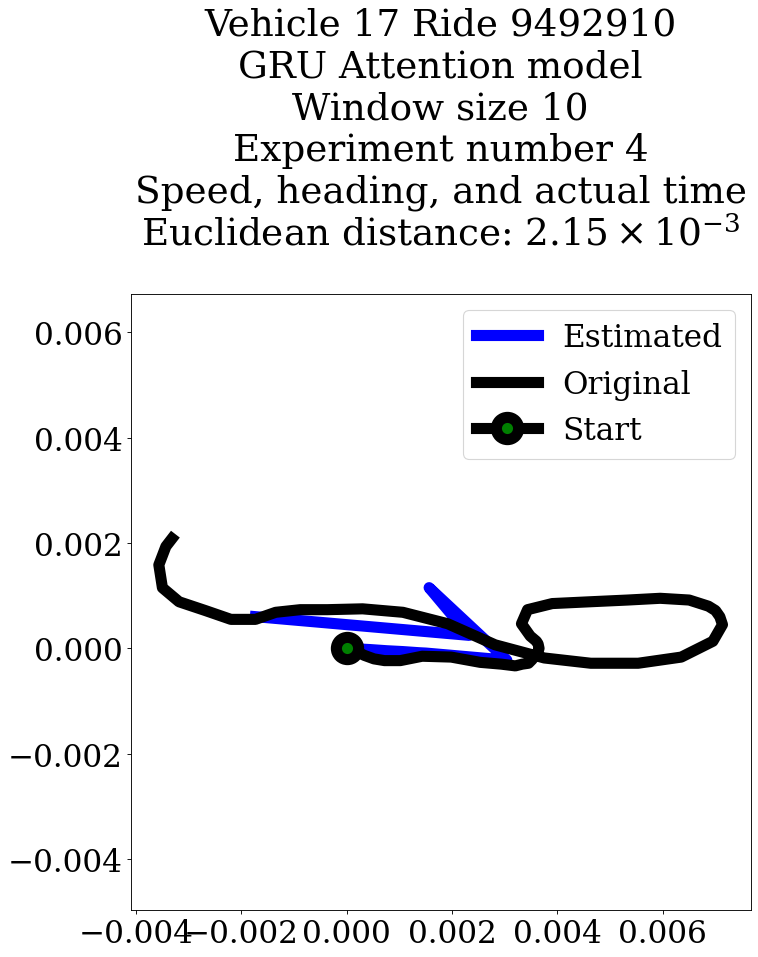 Vehicle 17 Ride 9492910
GRU Attention model
Window size 10
Experiment number 4
Speed, heading, and actual time
Euclidean distance: 2.15 × 10⁻³
Estimated
Original
Start
0.006
0.004
0.002
0.000
−0.002
−0.004
−0.004 −0.002 0.000 0.002 0.004 0.006